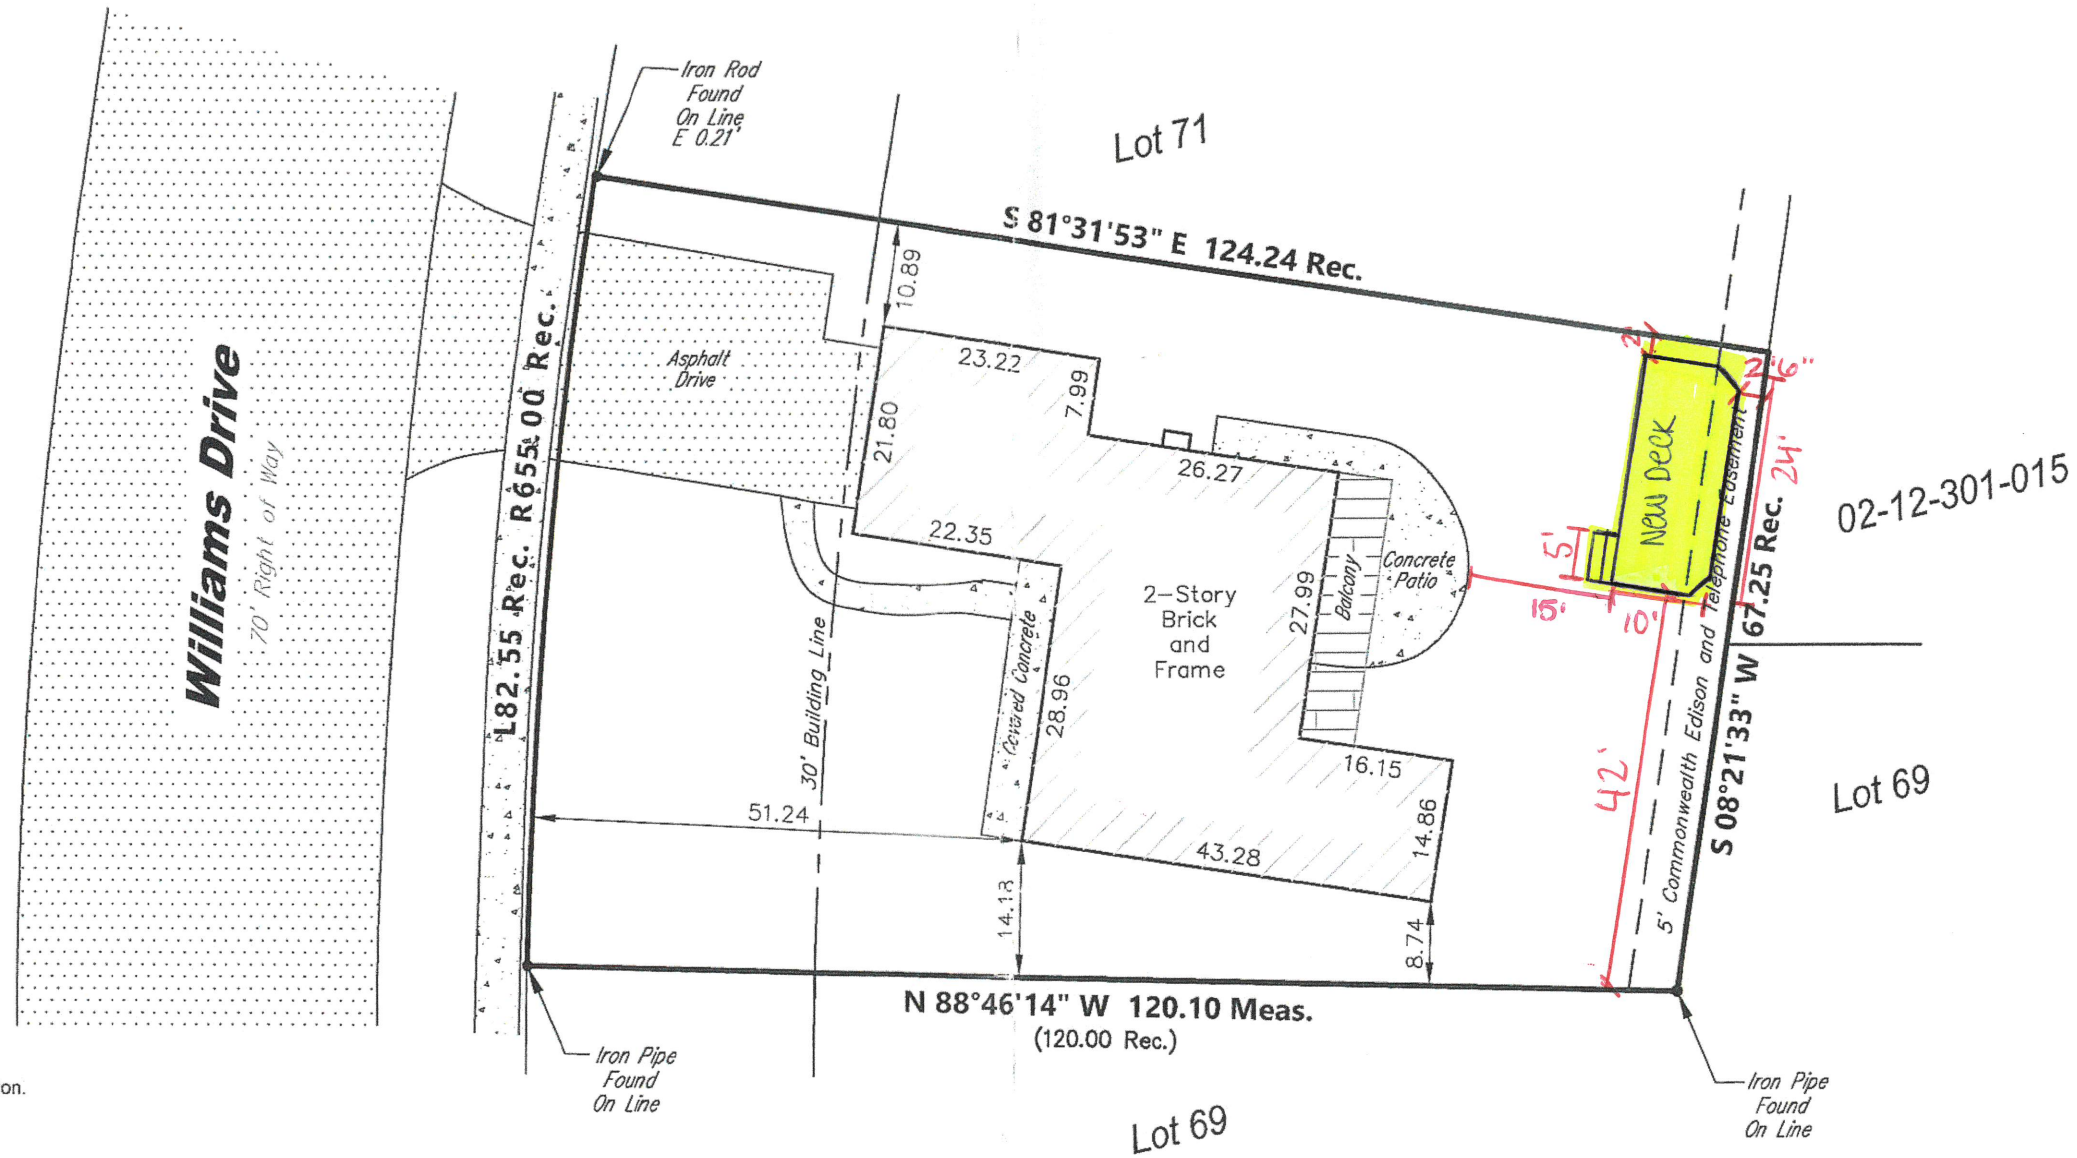 Iron Rod
Found
On Line
E 0.21'
Lot 71
S 81°31'53" E 124.24 Rec.
10.89
2'
2'6"
Williams Drive
70' Right of Way
L82.55 Rec. R655.00 Rec.
Asphalt
Drive
23.22
7.99
21.80
26.27
22.35
NEW DECK
24'
02-12-301-015
5'
15'
10'
Concrete
Patio
Balcony
27.99
2-Story
Brick
and
Frame
Covered Concrete
28.96
30' Building Line
16.15
14.86
42'
5' Commonwealth Edison and Telephone Easement
S 08°21'33" W 67.25 Rec.
Lot 69
51.24
43.28
14.18
8.74
N 88°46'14" W 120.10 Meas.
(120.00 Rec.)
Iron Pipe
Found
On Line
on.
Lot 69
Iron Pipe
Found
On Line